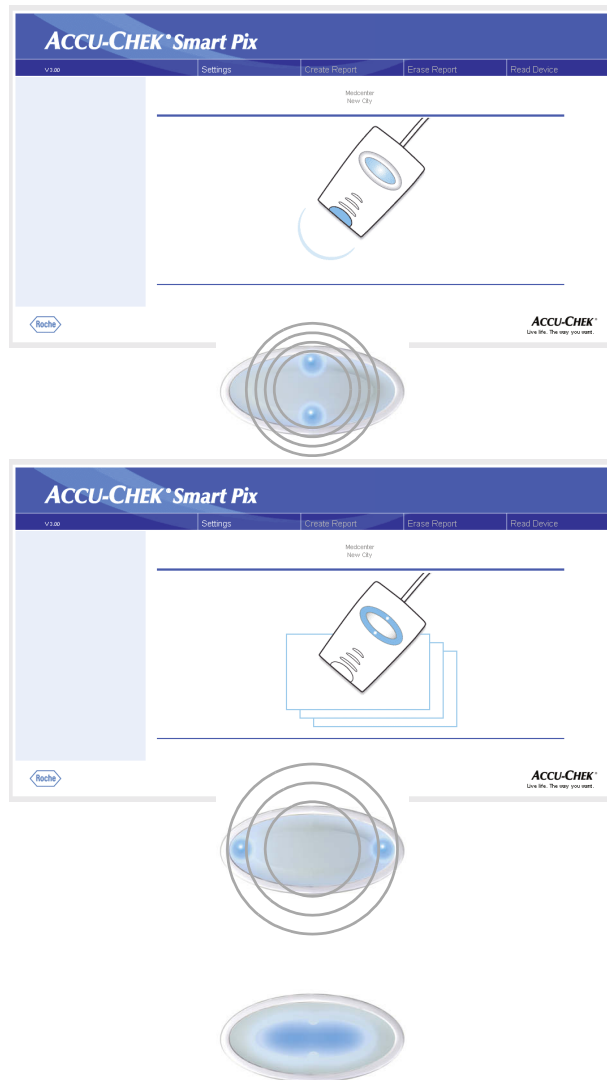 ACCU-CHEK® Smart Pix
V3.00 Settings Create Report Erase Report Read Device
Medcenter
New City
Roche
ACCU-CHEK®
Live life. The way you want.
ACCU-CHEK® Smart Pix
V3.00 Settings Create Report Erase Report Read Device
Medcenter
New City
Roche
ACCU-CHEK®
Live life. The way you want.